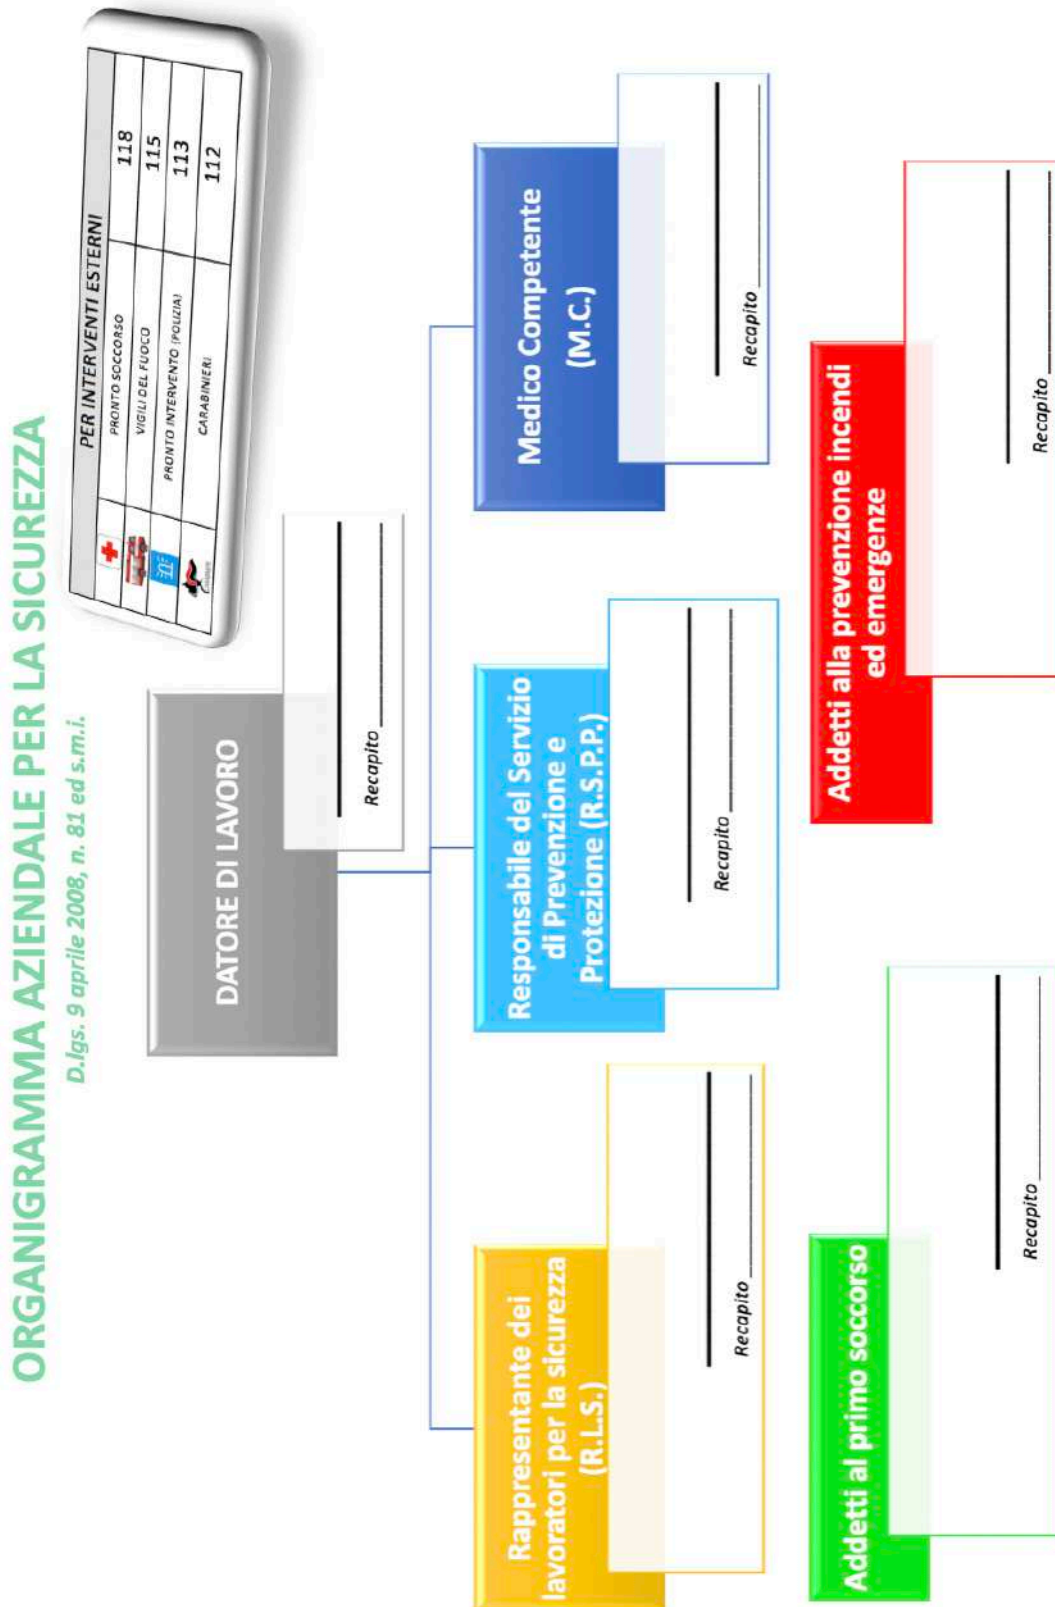 ORGANIGRAMMA AZIENDALE PER LA SICUREZZA
D.lgs. 9 aprile 2008, n. 81 ed s.m.i.
PER INTERVENTI ESTERNI
PRONTO SOCCORSO 118
VIGILI DEL FUOCO 115
PRONTO INTERVENTO (POLIZIA) 113
CARABINIERI 112
DATORE DI LAVORO
Recapito
Rappresentante dei
lavoratori per la sicurezza
(R.L.S.)
Recapito
Responsabile del Servizio
di Prevenzione e
Protezione (R.S.P.P.)
Recapito
Medico Competente
(M.C.)
Recapito
Addetti al primo soccorso
Recapito
Addetti alla prevenzione incendi
ed emergenze
Recapito